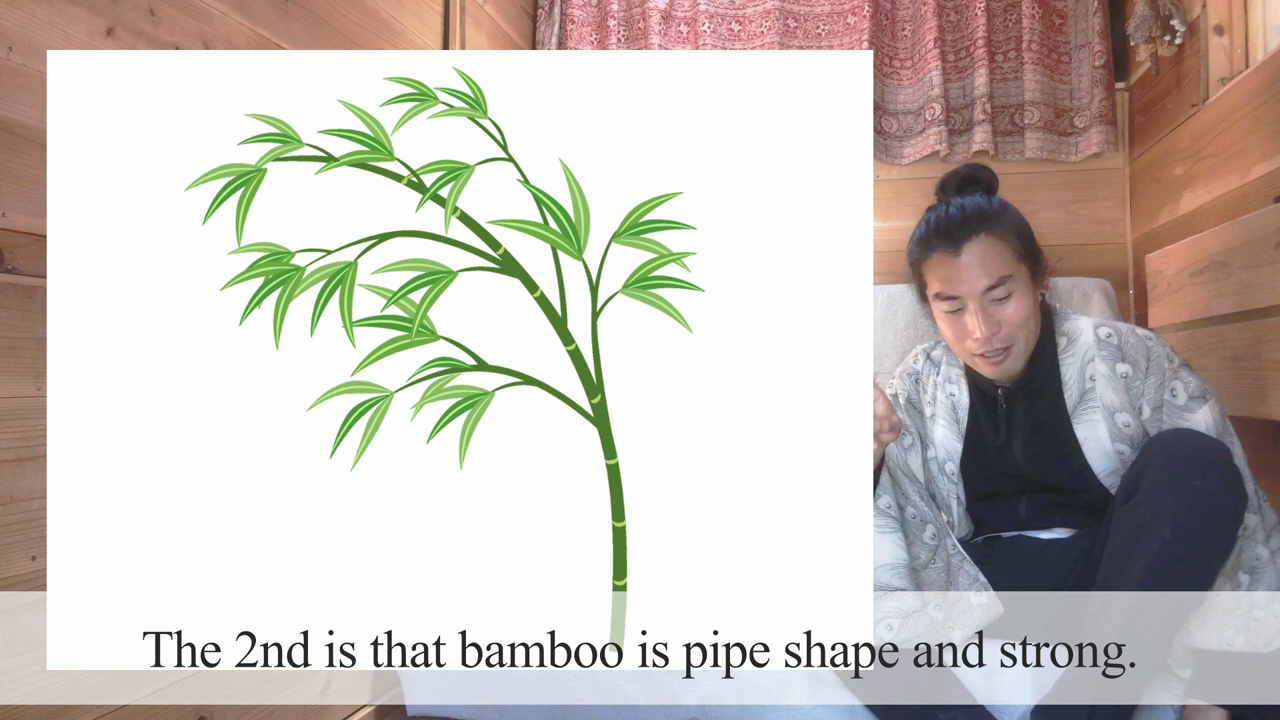 The 2nd is that bamboo is pipe shape and strong.